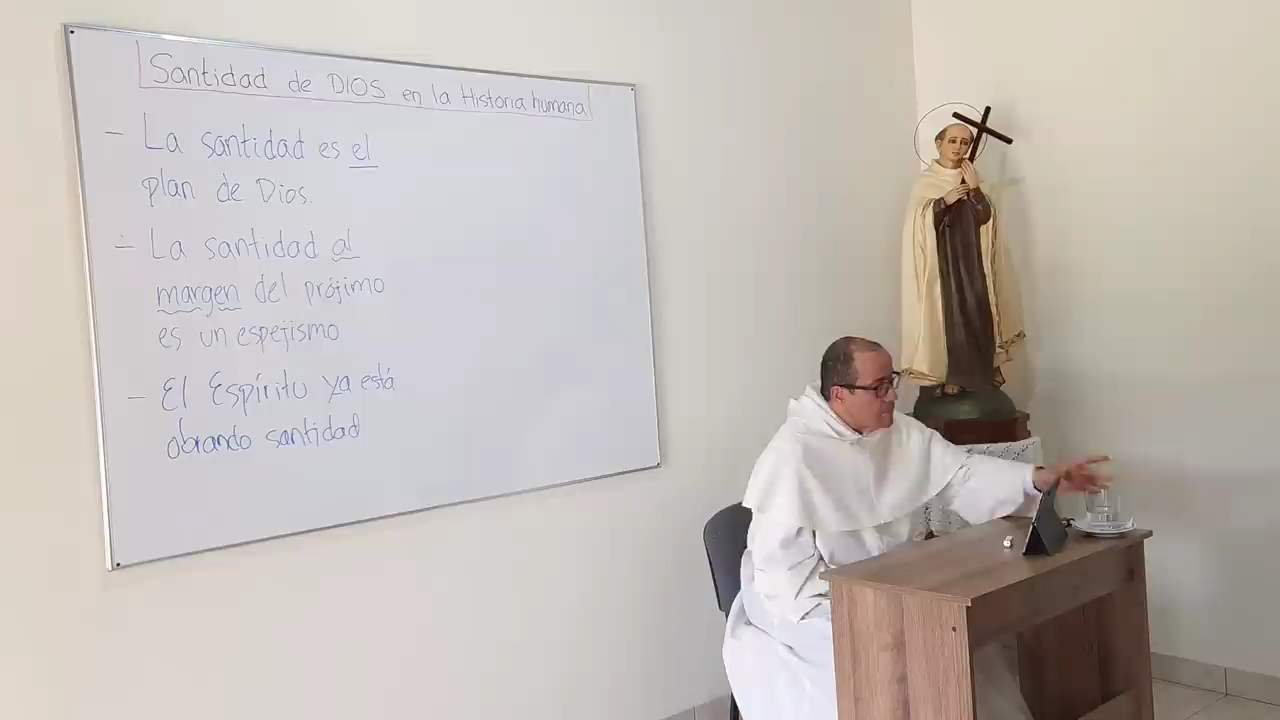 Santidad de DIOS en la Historia humana
- La santidad es el
plan de Dios.
- La santidad al
margen del prójimo
es un espejismo
- El Espíritu ya está
obrando santidad